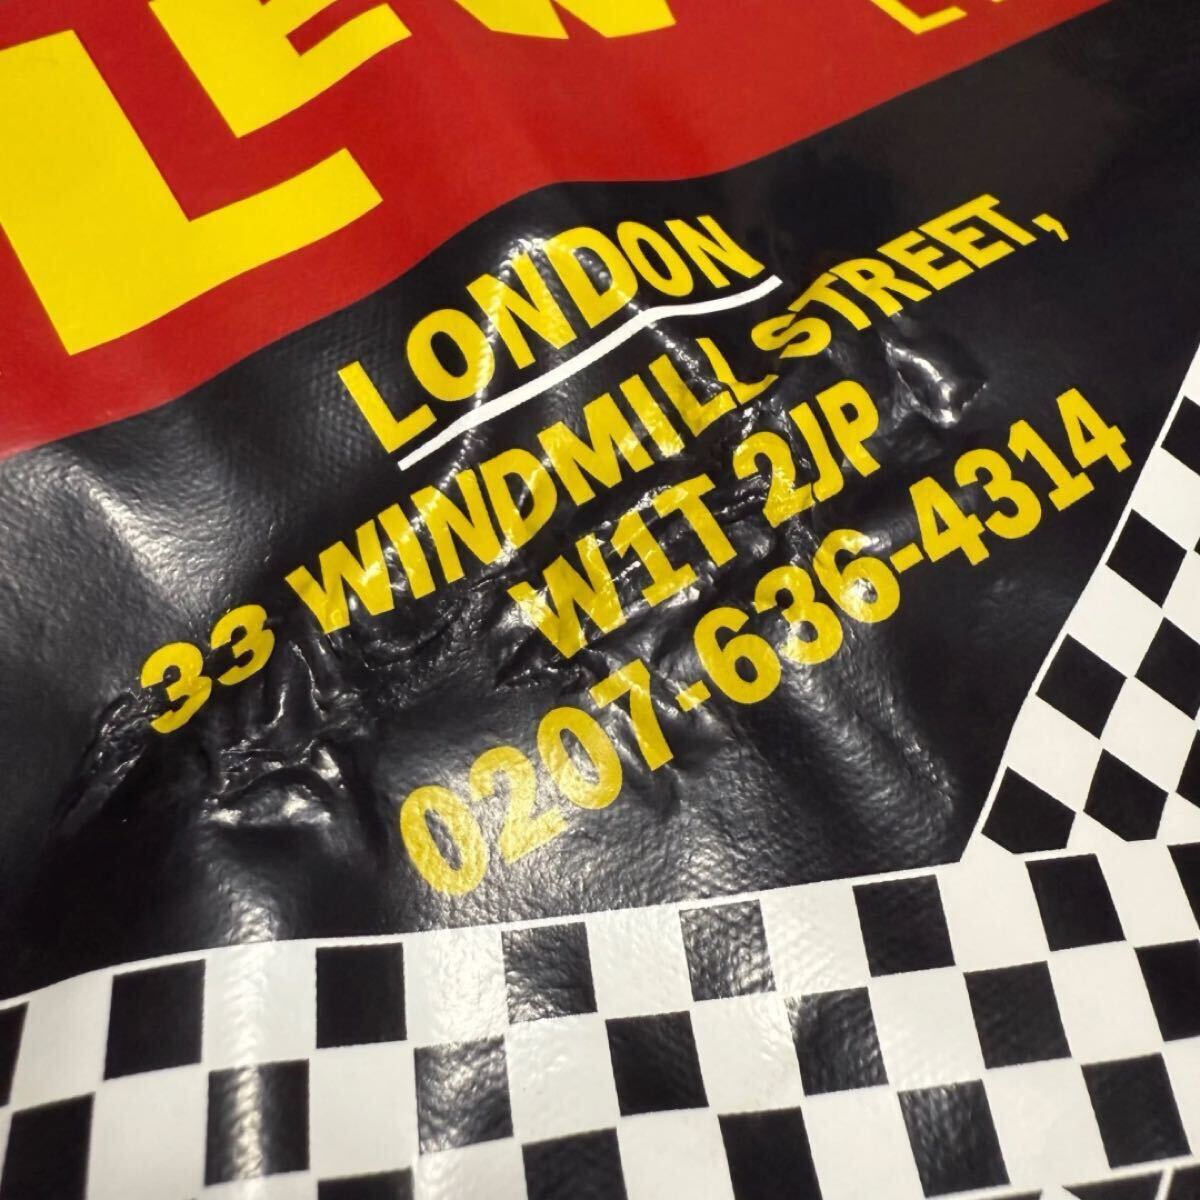 LONDON
33 WINDMILL STREET,
W1T 2JP
0207-636-4314